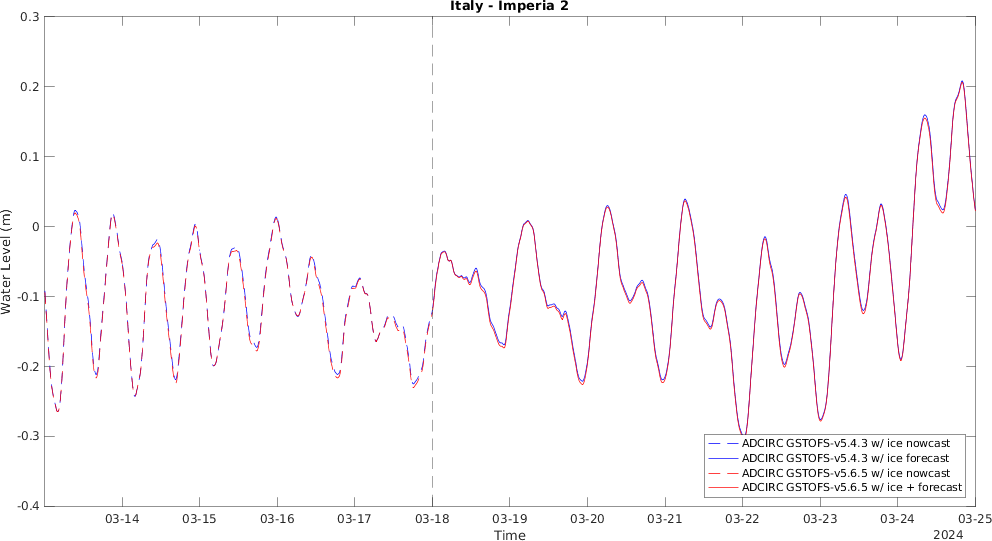 Italy - Imperia 2
0.3
0.2
0.1
0
-0.1
-0.2
-0.3
-0.4
Water Level (m)
ADCIRC GSTOFS-v5.4.3 w/ ice nowcast
ADCIRC GSTOFS-v5.4.3 w/ ice forecast
ADCIRC GSTOFS-v5.6.5 w/ ice nowcast
ADCIRC GSTOFS-v5.6.5 w/ ice + forecast
03-14 03-15 03-16 03-17 03-18 03-19 03-20 03-21 03-22 03-23 03-24 03-25
Time
2024